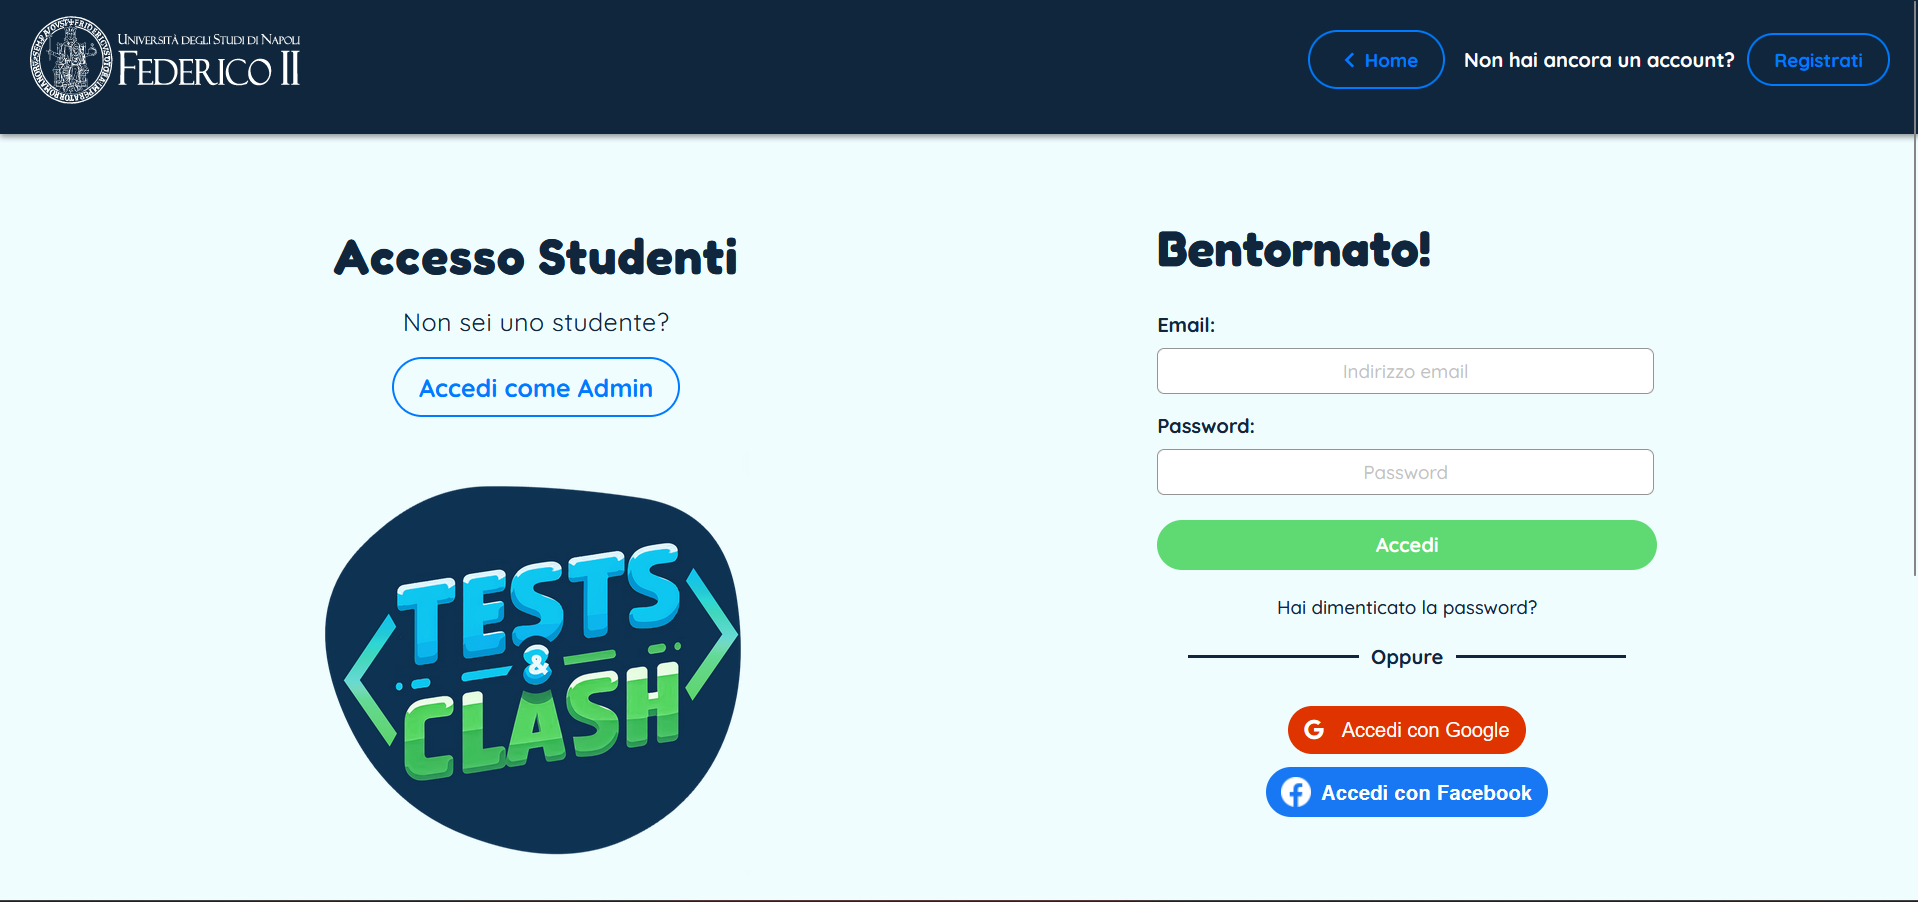 Università degli Studi di Napoli
Federico II
Home
Non hai ancora un account?
Registrati
Accesso Studenti
Non sei uno studente?
Accedi come Admin
TESTS
&
CLASH
Bentornato!
Email:
Indirizzo email
Password:
Password
Accedi
Hai dimenticato la password?
Oppure
G Accedi con Google
Accedi con Facebook